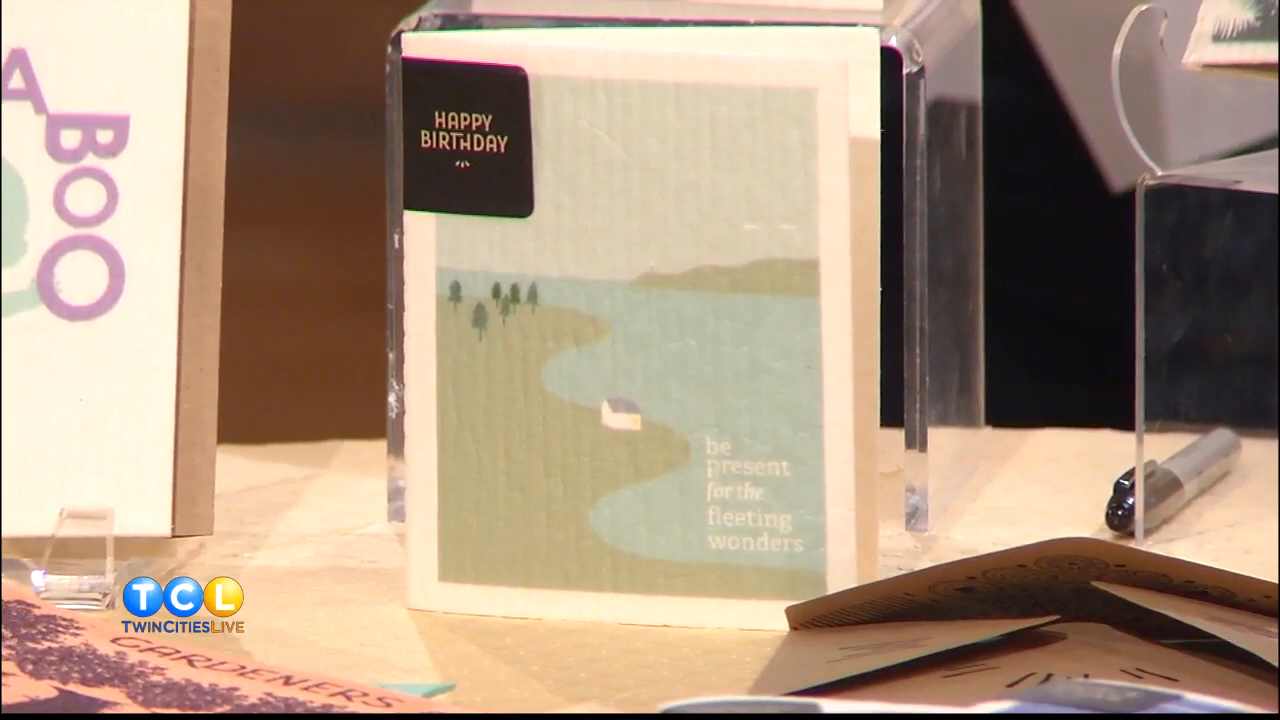 A
BOO
HAPPY
BIRTHDAY
be
present
for the
fleeting
wonders
TCL
TWINCITIESLIVE
GARDENERS